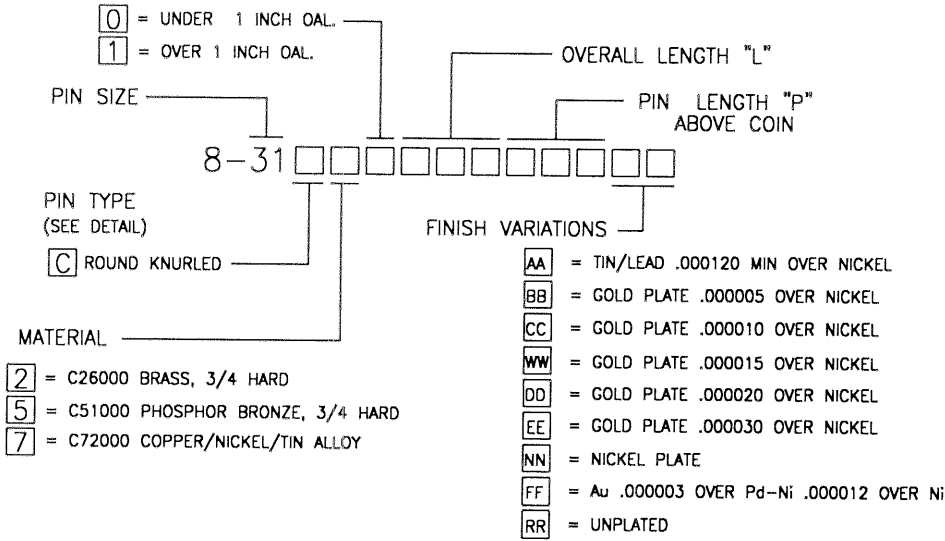 0 = UNDER 1 INCH OAL.
1 = OVER 1 INCH OAL.
OVERALL LENGTH "L"
PIN SIZE
PIN LENGTH "P"
ABOVE COIN
8-31
PIN TYPE
(SEE DETAIL)
C ROUND KNURLED
FINISH VARIATIONS
AA = TIN/LEAD .000120 MIN OVER NICKEL
BB = GOLD PLATE .000005 OVER NICKEL
CC = GOLD PLATE .000010 OVER NICKEL
WW = GOLD PLATE .000015 OVER NICKEL
DD = GOLD PLATE .000020 OVER NICKEL
EE = GOLD PLATE .000030 OVER NICKEL
NN = NICKEL PLATE
FF = Au .000003 OVER Pd-Ni .000012 OVER Ni
RR = UNPLATED
MATERIAL
2 = C26000 BRASS, 3/4 HARD
5 = C51000 PHOSPHOR BRONZE, 3/4 HARD
7 = C72000 COPPER/NICKEL/TIN ALLOY